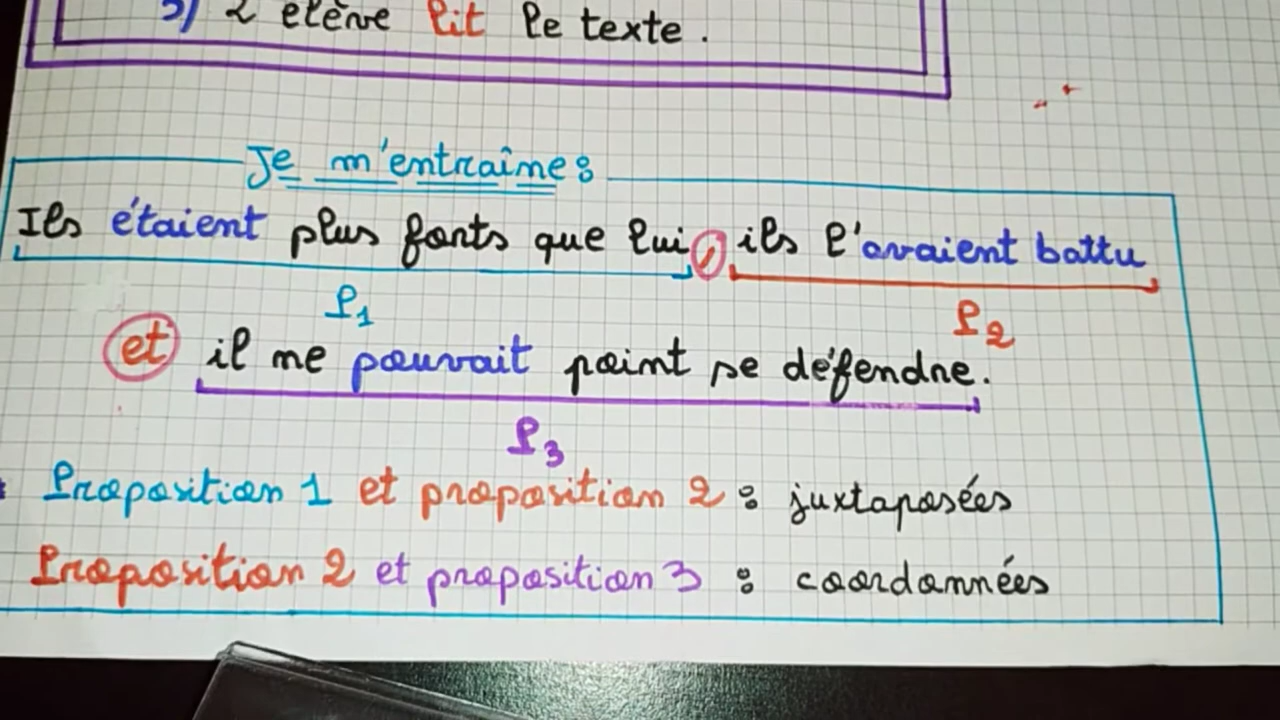 3) L'élève lit le texte.
Je m'entraîne :
Ils étaient plus forts que lui, ils l'avaient battu
P1 P2
et il ne pouvait point se défendre.
P3
Proposition 1 et proposition 2 : juxtaposées
Proposition 2 et proposition 3 : coordonnées